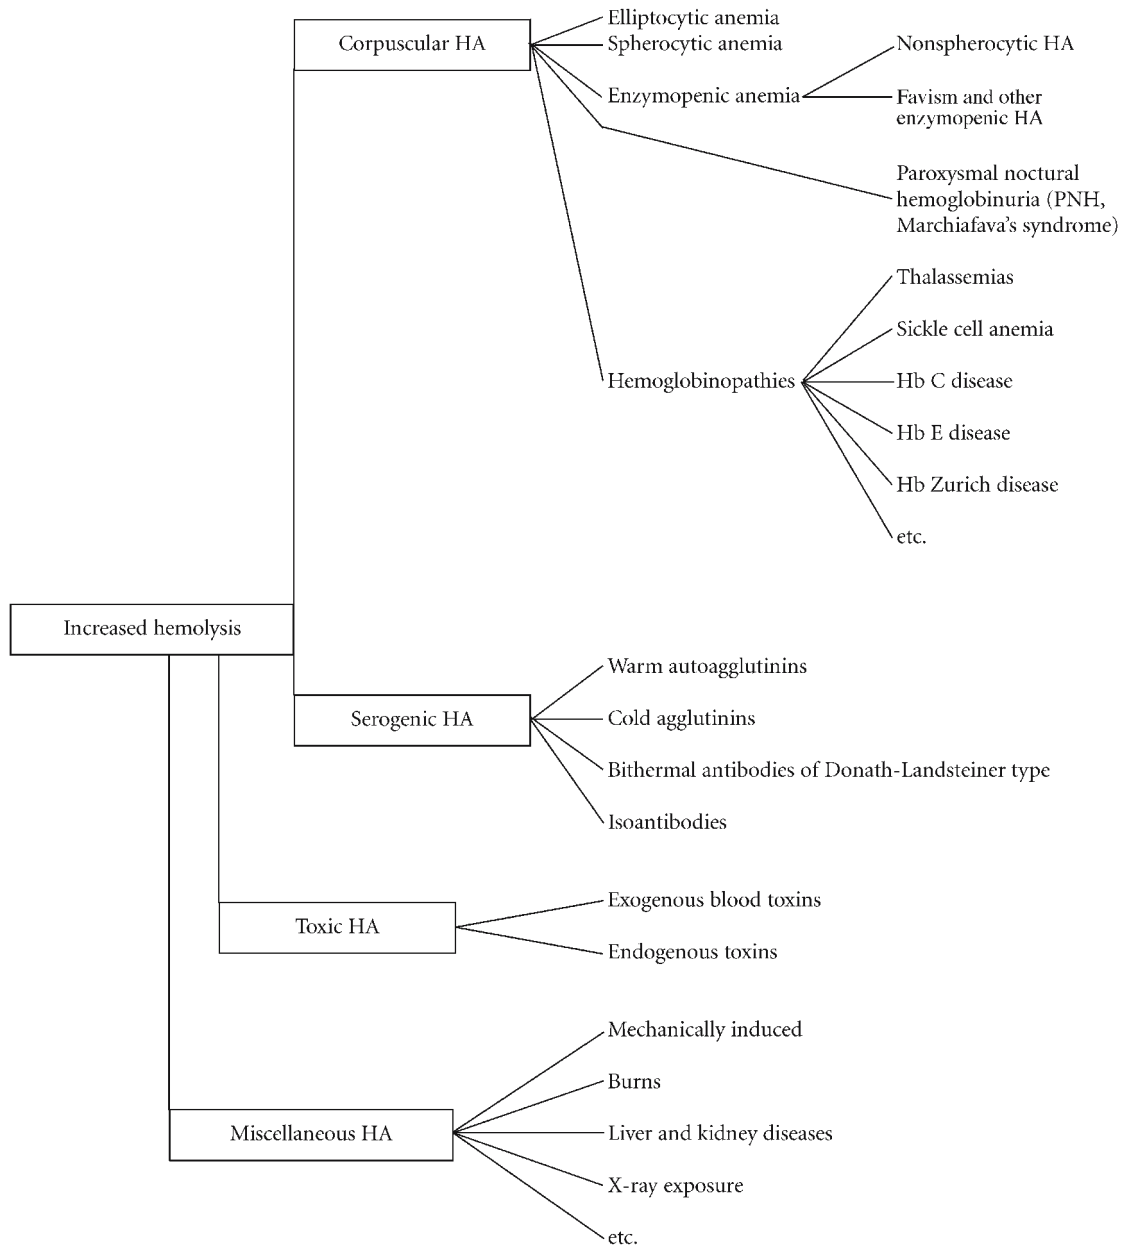 Elliptocytic anemia
Corpuscular HA
Spherocytic anemia
Nonspherocytic HA
Enzymopenic anemia
Favism and other
enzymopenic HA
Paroxysmal noctural
hemoglobinuria (PNH,
Marchiafava's syndrome)
Thalassemias
Sickle cell anemia
Hemoglobinopathies
Hb C disease
Hb E disease
Hb Zurich disease
etc.
Increased hemolysis
Warm autoagglutinins
Serogenic HA
Cold agglutinins
Bithermal antibodies of Donath-Landsteiner type
Isoantibodies
Exogenous blood toxins
Toxic HA
Endogenous toxins
Mechanically induced
Burns
Miscellaneous HA
Liver and kidney diseases
X-ray exposure
etc.